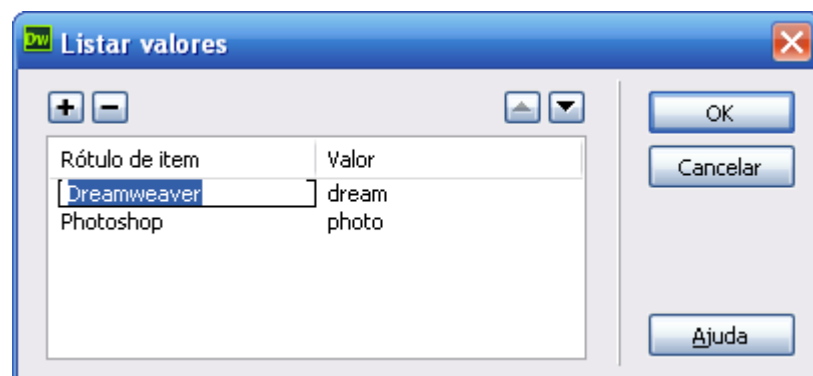 Dw Listar valores
OK
Rótulo de item Valor
Cancelar
Dreamweaver dream
Photoshop photo
Ajuda